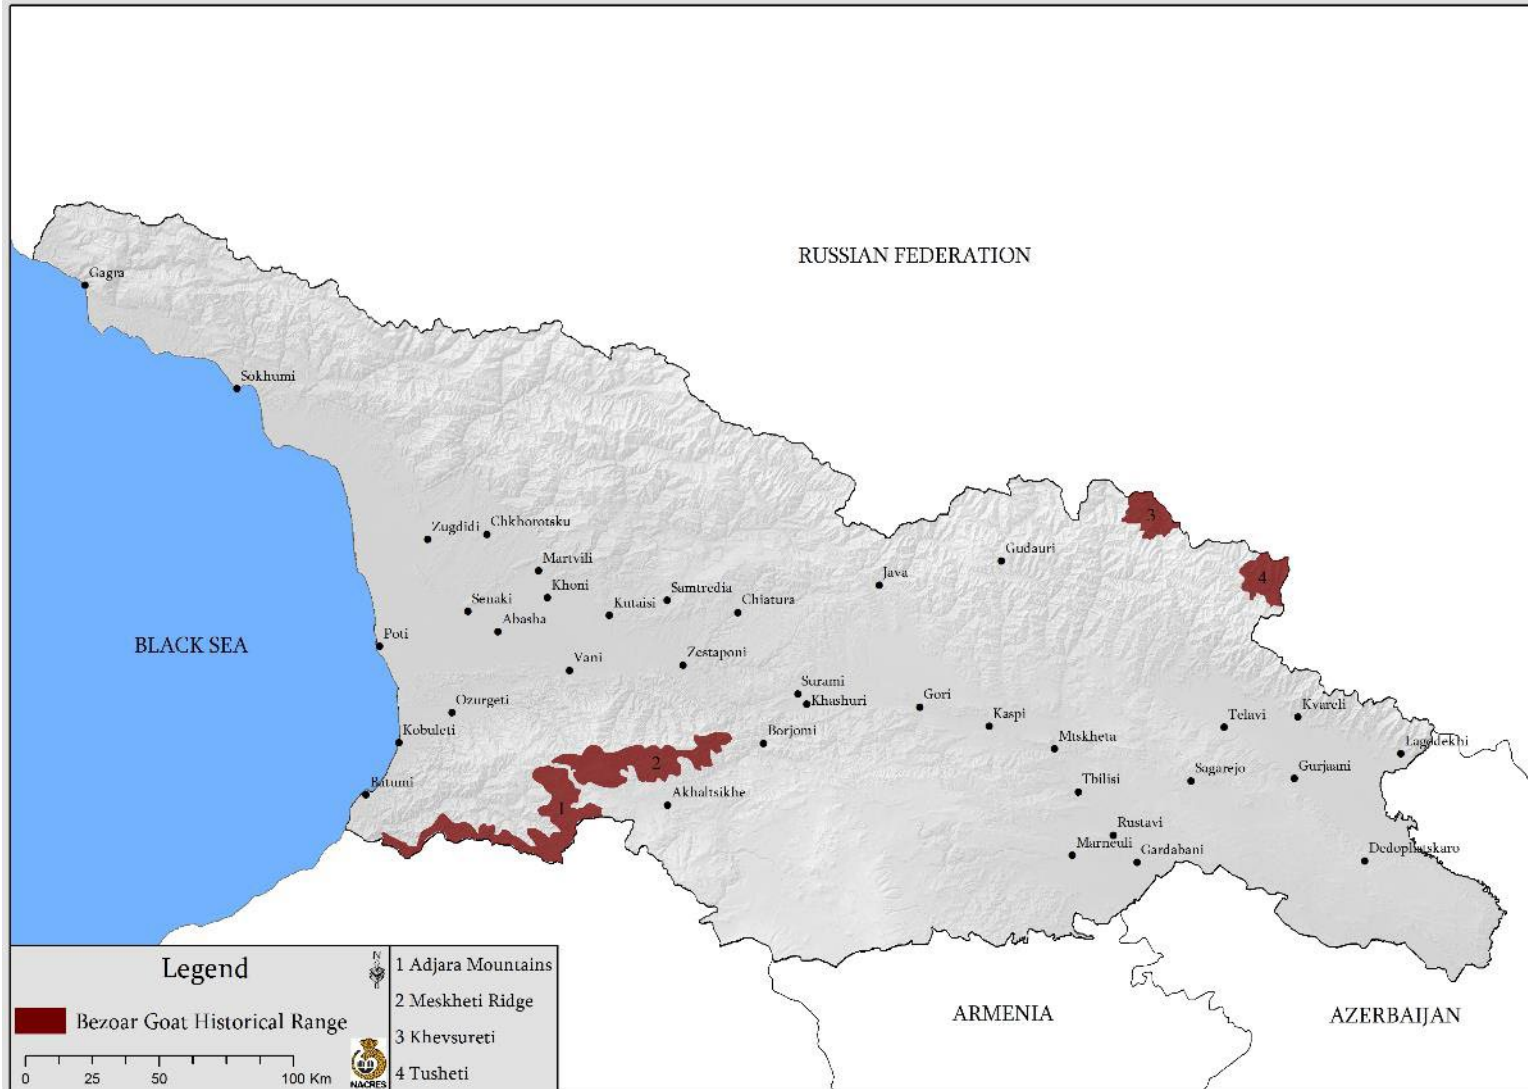 RUSSIAN FEDERATION
Gagra
Sokhumi
3
Zugdidi
Chkhorotsku
Martvili
Gudauri
Java
4
Khoni
Senaki
Abasha
Kutaisi
Samtredia
Chiatura
BLACK SEA
Poti
Vani
Zestaponi
Surami
Khashuri
Gori
Ozurgeti
Kobuleti
Borjomi
Kaspi
Mtskheta
Telavi
Kvareli
Lagodekhi
2
Batumi
1
Akhaltsikhe
Tbilisi
Sagarejo
Gurjaani
Rustavi
Marneuli
Gardabani
Dedophatskaro
ARMENIA
AZERBAIJAN
Legend
N
Bezoar Goat Historical Range
0 25 50 100 Km
NACRES
1 Adjara Mountains
2 Meskheti Ridge
3 Khevsureti
4 Tusheti